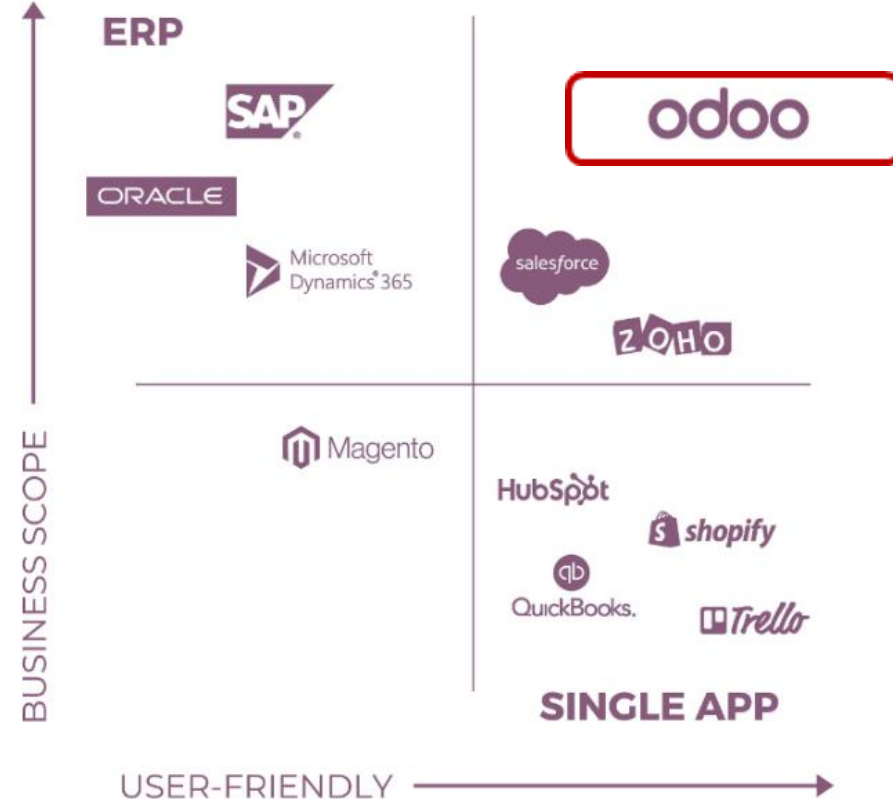 ERP
SAP
odoo
ORACLE
Microsoft
Dynamics® 365
salesforce
ZOHO
Magento
HubSpot
S shopify
qb
QuickBooks.
Trello
SINGLE APP
BUSINESS SCOPE
USER-FRIENDLY